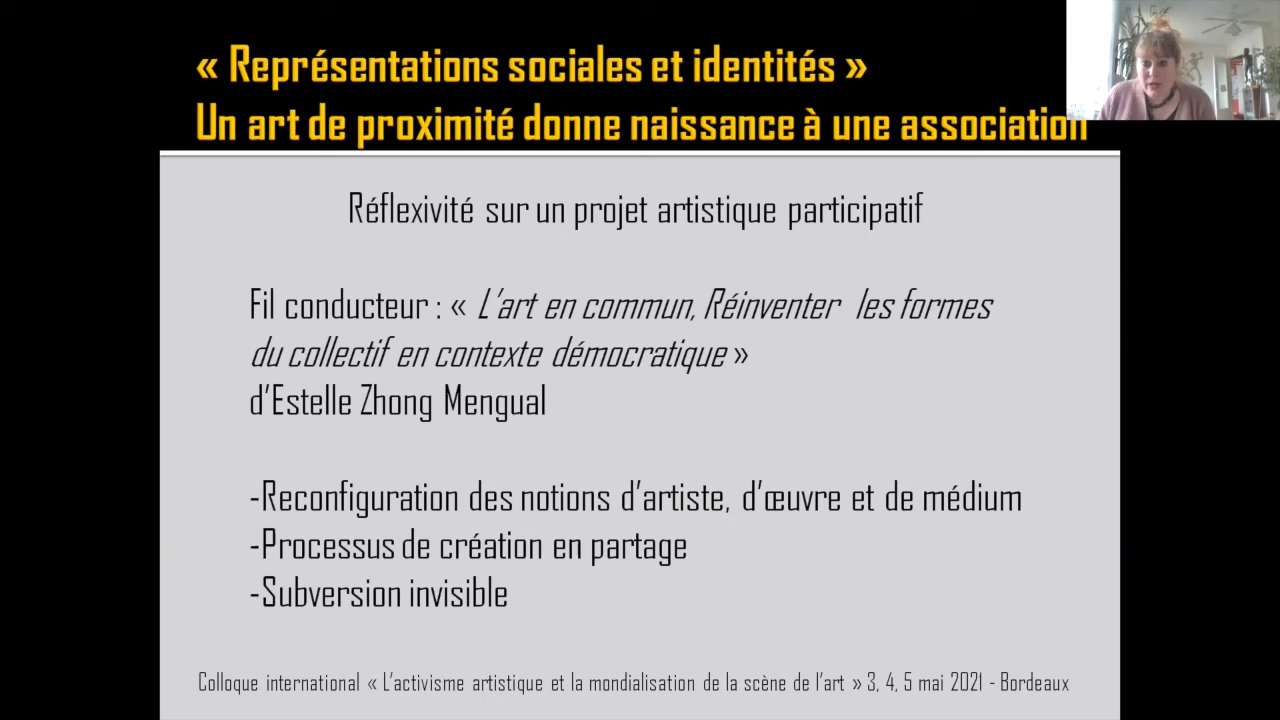 « Représentations sociales et identités »
Un art de proximité donne naissance à une association
Réflexivité sur un projet artistique participatif
Fil conducteur : « L'art en commun, Réinventer les formes
du collectif en contexte démocratique »
d'Estelle Zhong Mengual
-Reconfiguration des notions d'artiste, d'œuvre et de médium
-Processus de création en partage
-Subversion invisible
Colloque international « L'activisme artistique et la mondialisation de la scène de l'art » 3, 4, 5 mai 2021 - Bordeaux